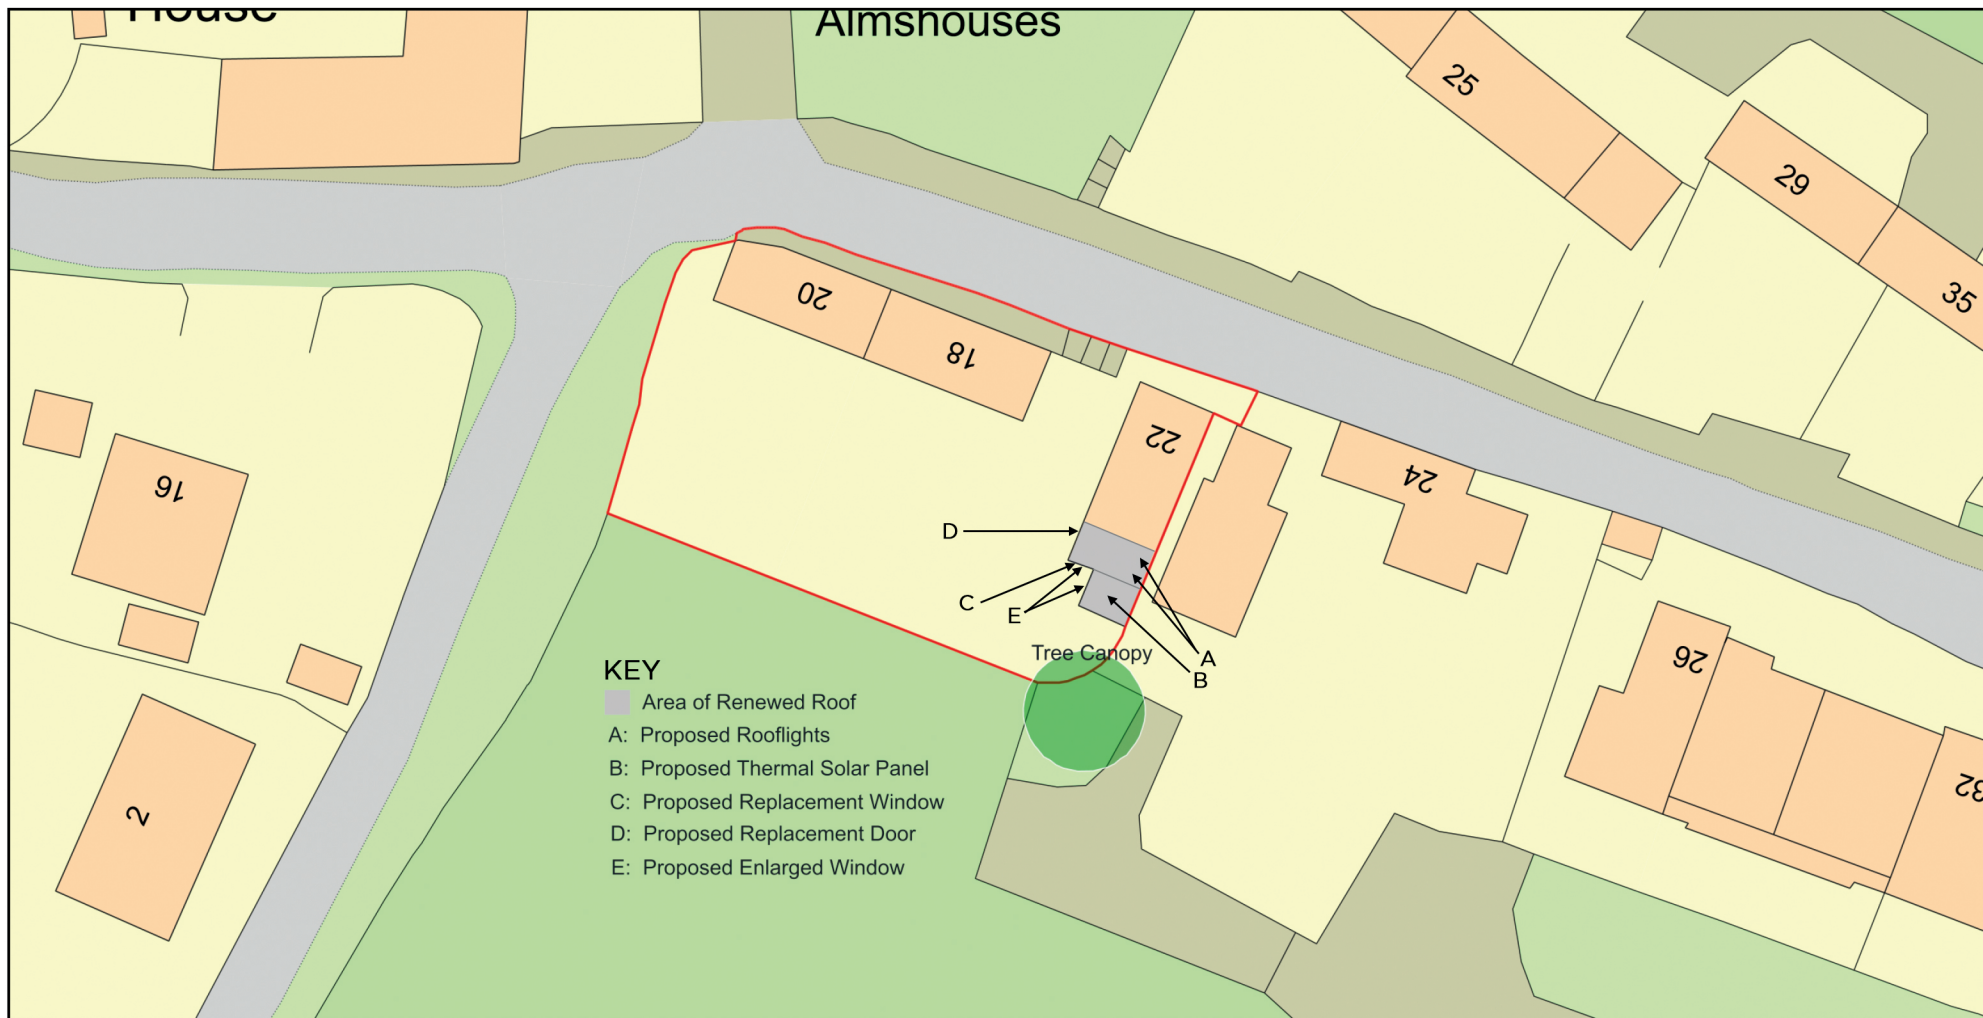 House
Almshouses
25
29
35
20
18
22
24
16
26
32
2
D
C
E
A
B
Tree Canopy
KEY
Area of Renewed Roof
A: Proposed Rooflights
B: Proposed Thermal Solar Panel
C: Proposed Replacement Window
D: Proposed Replacement Door
E: Proposed Enlarged Window